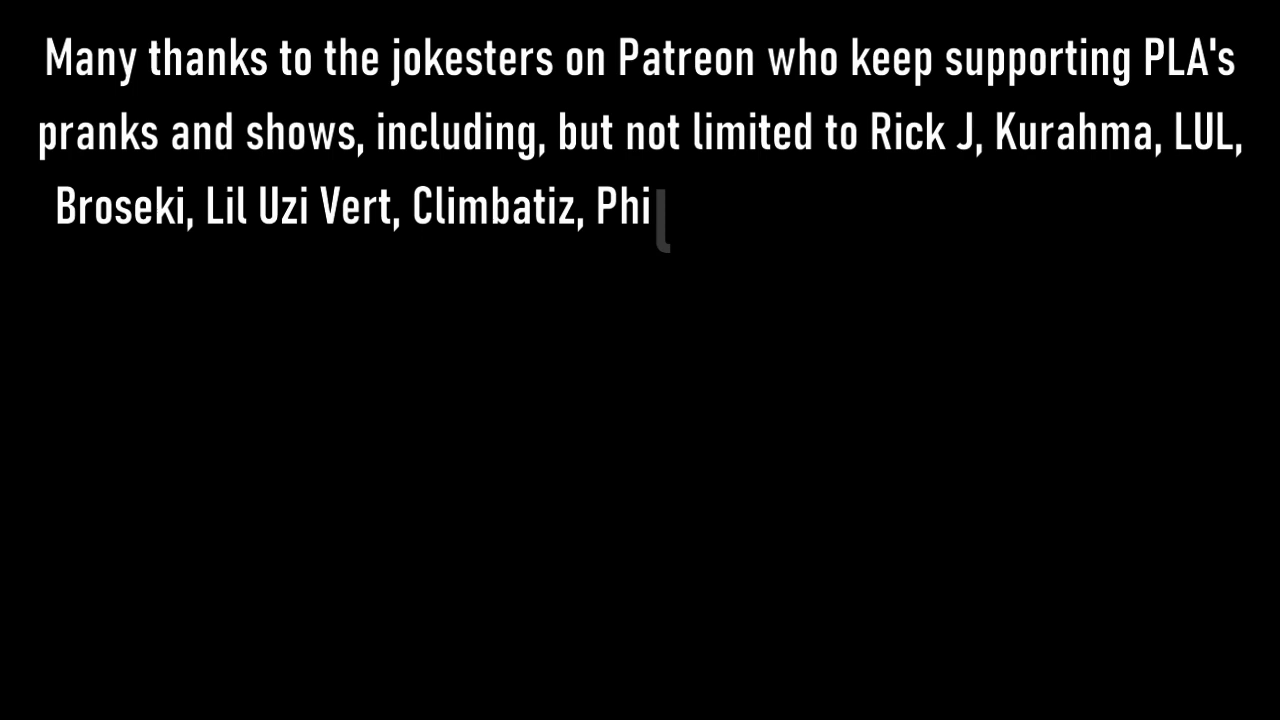 Many thanks to the jokesters on Patreon who keep supporting PLA's
pranks and shows, including, but not limited to Rick J, Kurahma, LUL,
Broseki, Lil Uzi Vert, Climbatiz, Phil